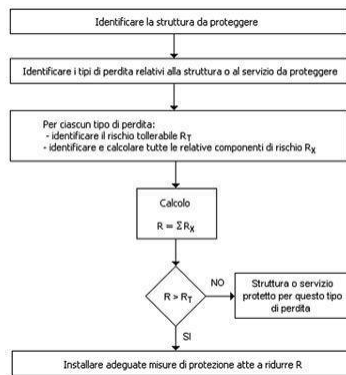 Identificare la struttura da proteggere
Identificare i tipi di perdita relativi alla struttura o al servizio da proteggere
Per ciascun tipo di perdita:
- identificare il rischio tollerabile RT
- identificare e calcolare tutte le relative componenti di rischio RX
Calcolo
R = ΣRX
R > RT
NO
Struttura o servizio
protetto per questo tipo
di perdita
SI
Installare adeguate misure di protezione atte a ridurre R